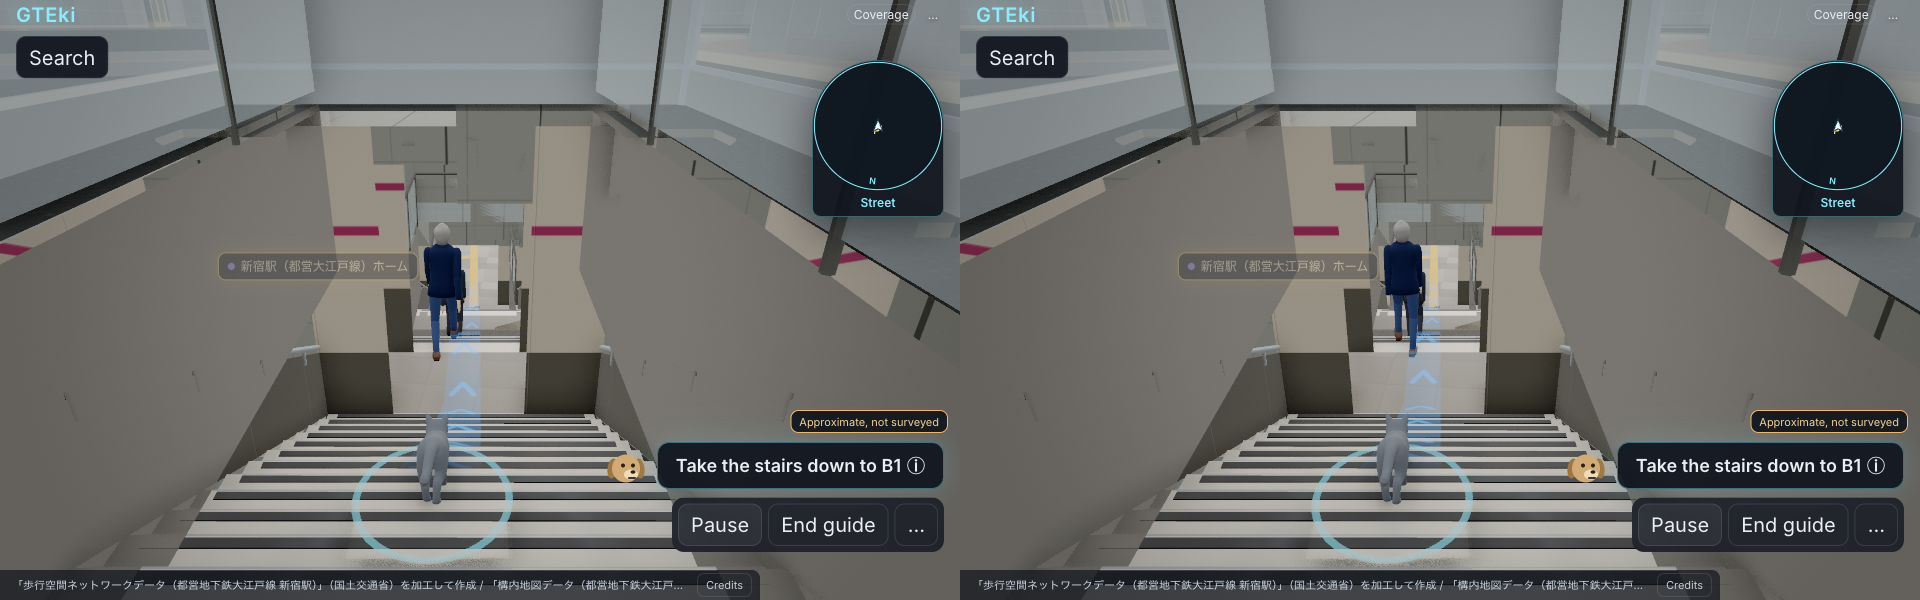 GTEki
Coverage
...
Search
N
Street
新宿駅（都営大江戸線）ホーム
Approximate, not surveyed
Take the stairs down to B1 ⓘ
Pause
End guide
...
「歩行空間ネットワークデータ（都営地下鉄大江戸線 新宿駅）」（国土交通省）を加工して作成 / 「構内地図データ（都営地下鉄大江戸...
Credits
GTEki
Coverage
...
Search
N
Street
新宿駅（都営大江戸線）ホーム
Approximate, not surveyed
Take the stairs down to B1 ⓘ
Pause
End guide
...
「歩行空間ネットワークデータ（都営地下鉄大江戸線 新宿駅）」（国土交通省）を加工して作成 / 「構内地図データ（都営地下鉄大江戸...
Credits